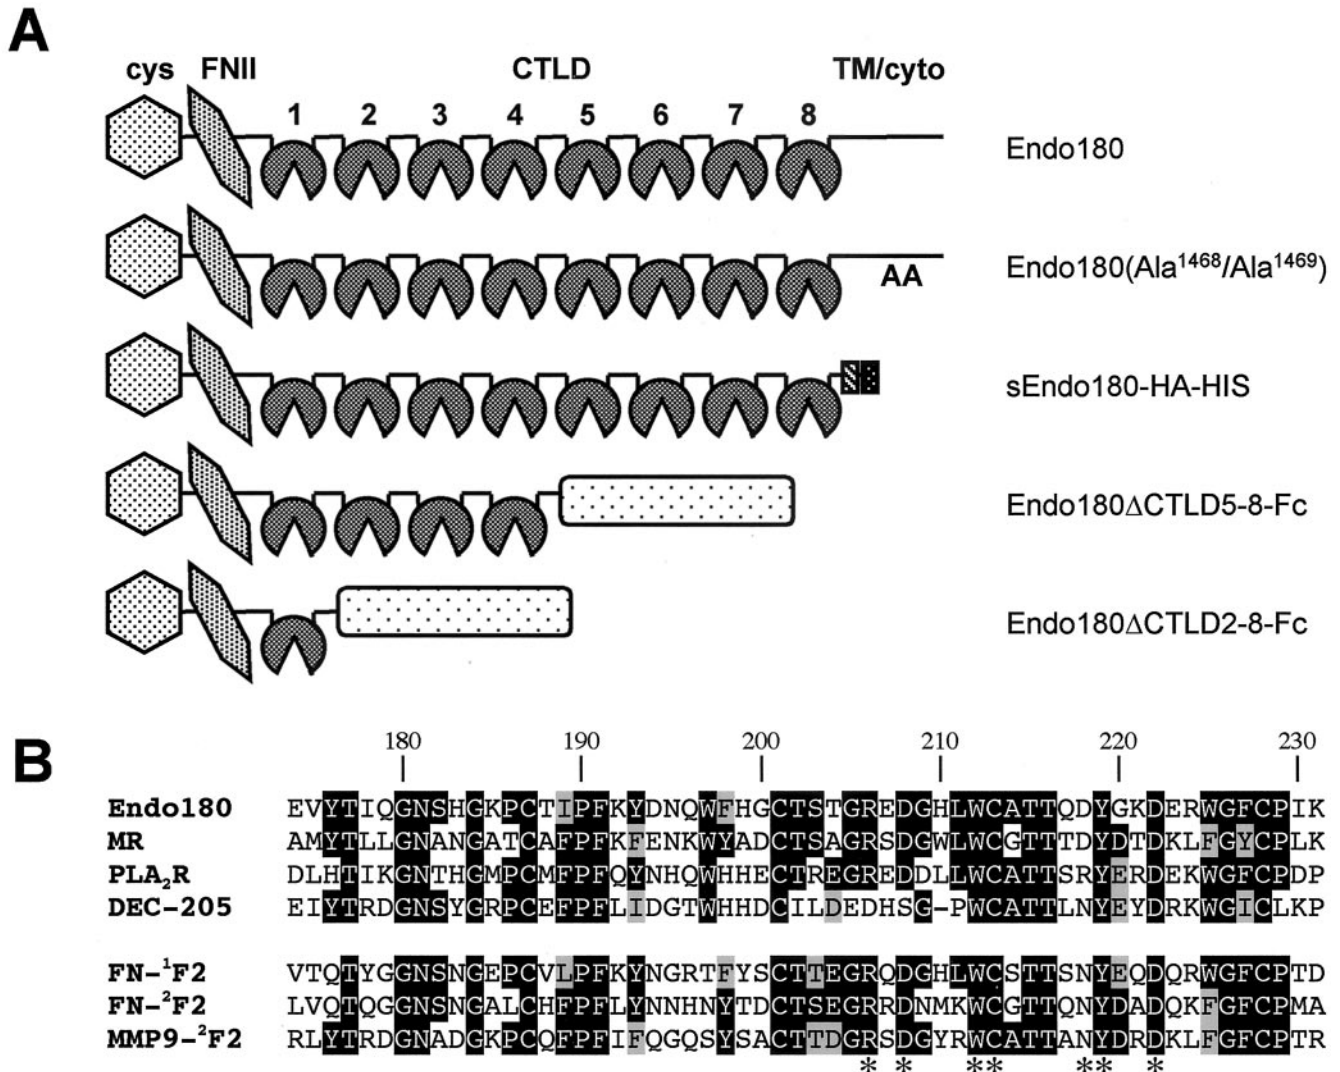 A
cys FNII CTLD TM/cyto
1 2 3 4 5 6 7 8
Endo180
AA
Endo180(Ala1468/Ala1469)
sEndo180-HA-HIS
Endo180ΔCTLD5-8-Fc
Endo180ΔCTLD2-8-Fc
B
180 190 200 210 220 230
Endo180 EVYTIQGNSHGKPCTIPFKYDNQWFHGCTSTGREDGHLWCATTQDYGKDERWGFCPIK
MR AMYTLLGNANGATCAFPFKFENKWYADCTSAGRSDGWLWCGTTTDYDTDKLFGYCPLK
PLA2R DLHTIKGNTHGMPCMFPFQYNHQWHHECTREGREDDLLWCATTSRYERDEKWGFCPDP
DEC-205 EIYTRDGNSYGRPCEFPFLIDGTWHHDCILDEDHSG-PWCATTLNYEYDRKWGICLKP
FN-1F2 VTQTYGGNSNGEPCVLPFKYNGRTFYSCTTEGRQDGHLWCSTTSNYEQDQRWGFCPTD
FN-2F2 LVQTQGGNSNGALCHFPFLYNNHNYTDCTSEGRRDNMKWCGTTQNYDADQKFGFCPMA
MMP9-2F2 RLYTRDGNADGKPCQFPFIFQGQSYSACTTDGRSDGYRWCATTANYDRDKLFGFCPTR
* * * * * * *